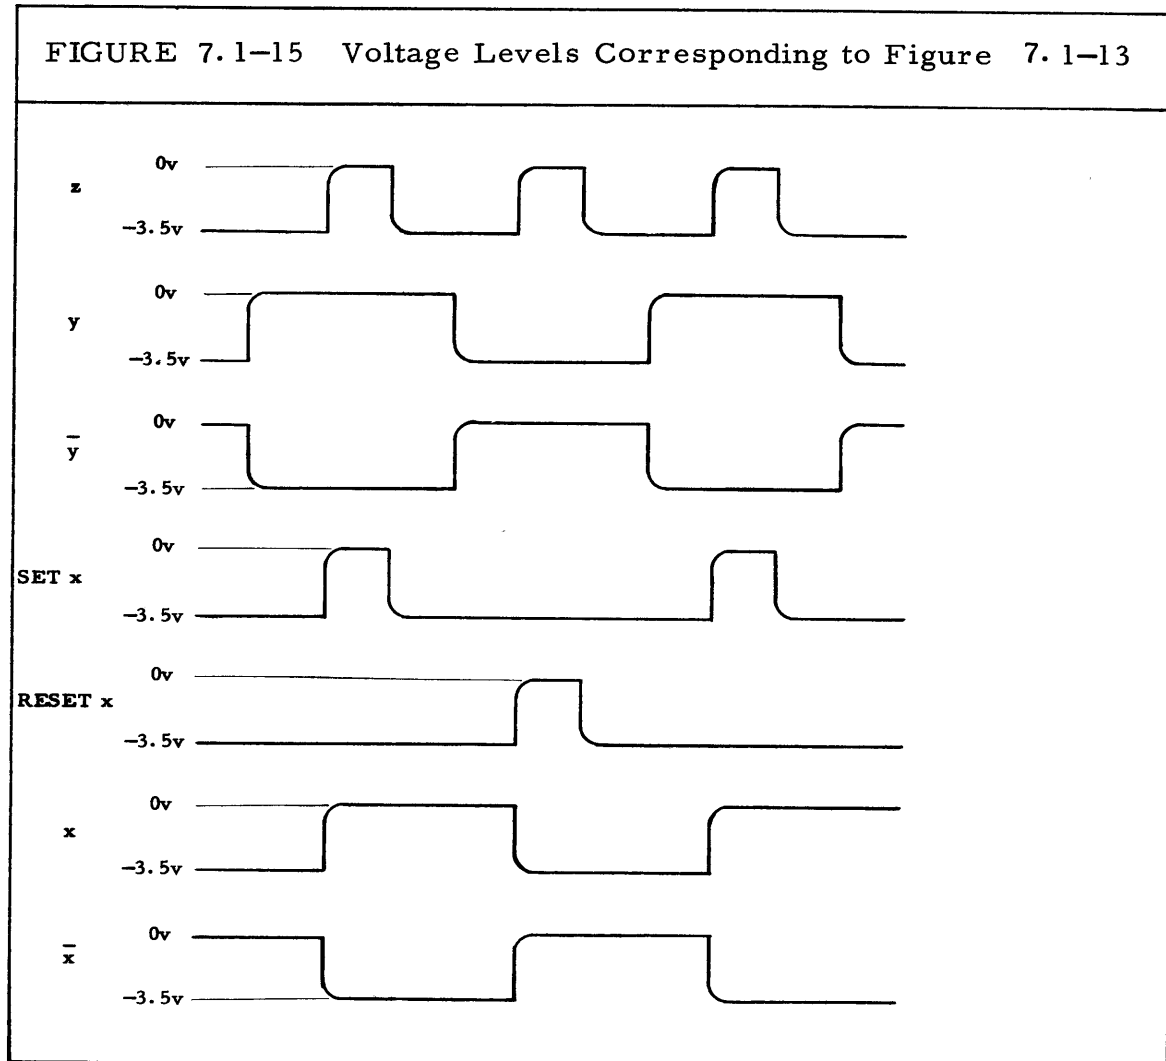 FIGURE 7.1—15 Voltage Levels Corresponding to Figure 7.1—13
0v
z
—3.5v
0v
y
—3.5v
0v
y̅
—3.5v
0v
SET x
—3.5v
0v
RESET x
—3.5v
0v
x
—3.5v
0v
x̅
—3.5v